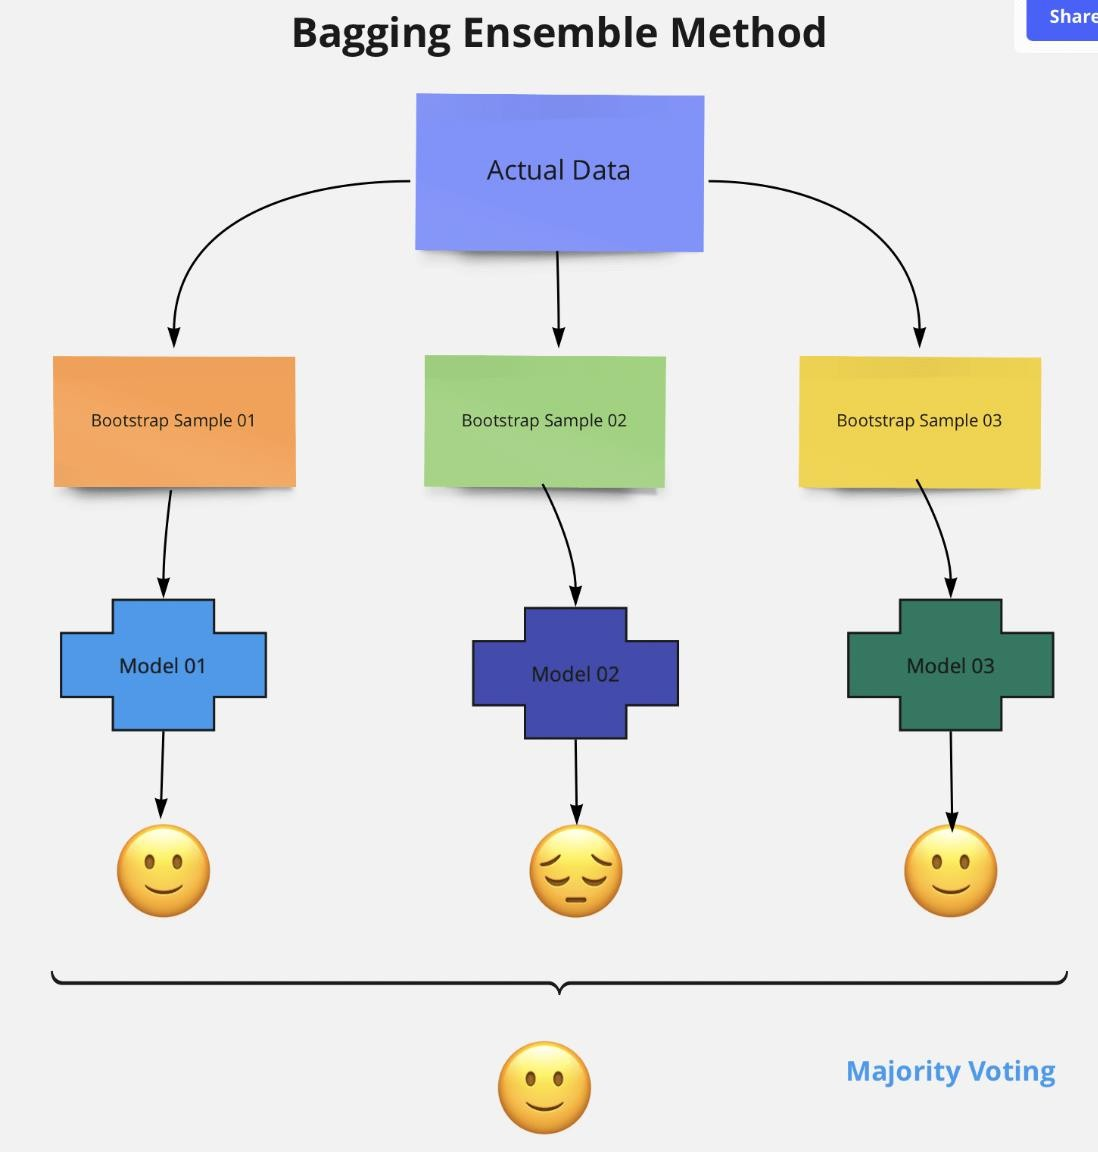 Bagging Ensemble Method
Share
Actual Data
Bootstrap Sample 01
Bootstrap Sample 02
Bootstrap Sample 03
Model 01
Model 02
Model 03
Majority Voting